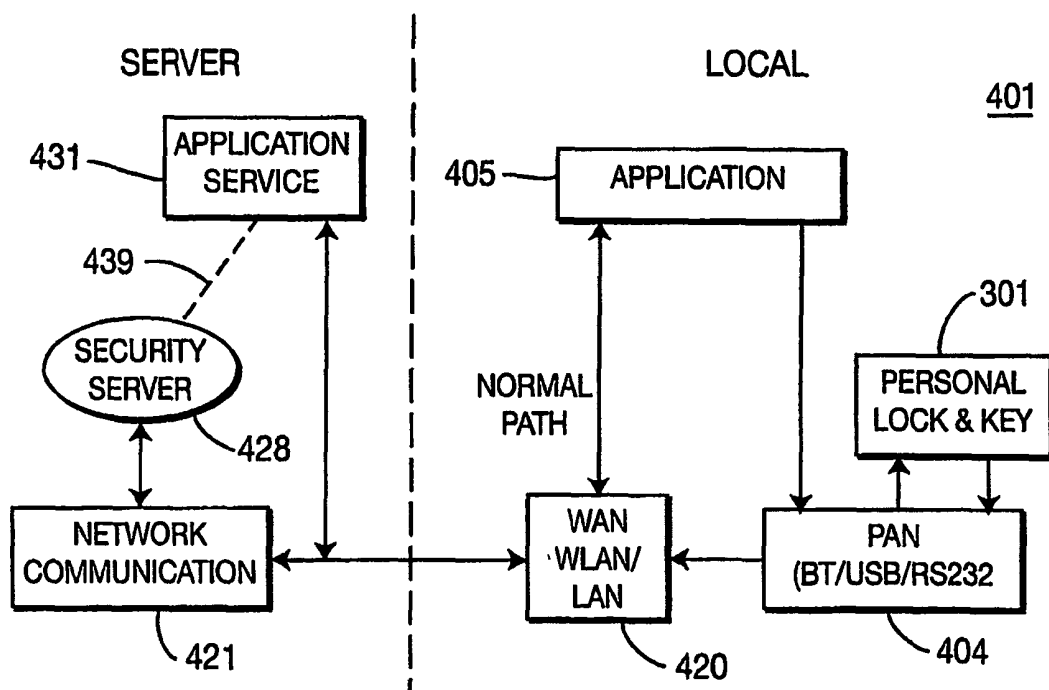 SERVER
LOCAL
401
431
APPLICATION
SERVICE
405
APPLICATION
439
301
SECURITY
SERVER
NORMAL
PATH
PERSONAL
LOCK & KEY
428
NETWORK
COMMUNICATION
WAN
WLAN/
LAN
PAN
(BT/USB/RS232
421
420
404